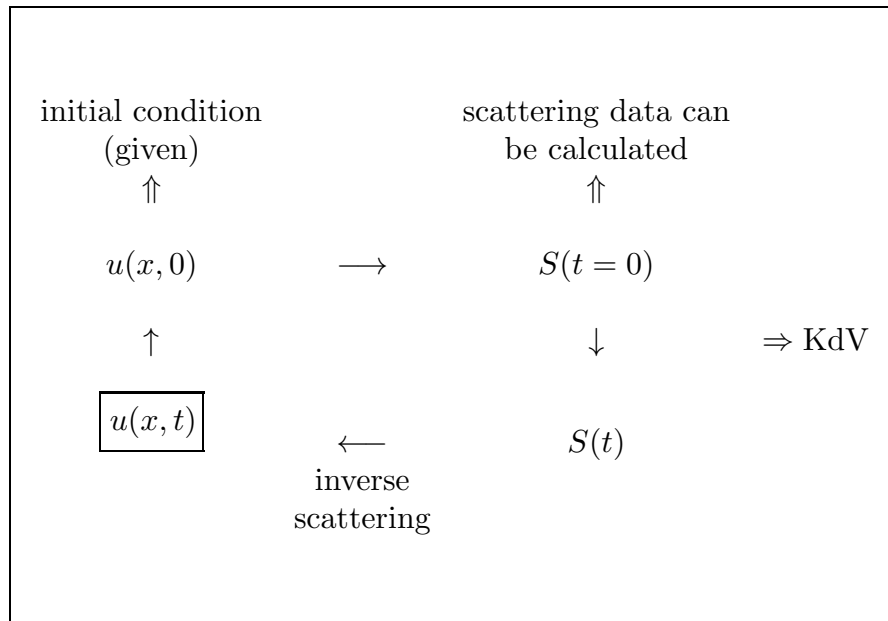 initial condition
(given)
⇑
scattering data can
be calculated
⇑
u(x, 0) ⟶ S(t = 0)
↑ ↓ ⇒ KdV
u(x, t) ⟵ S(t)
inverse
scattering